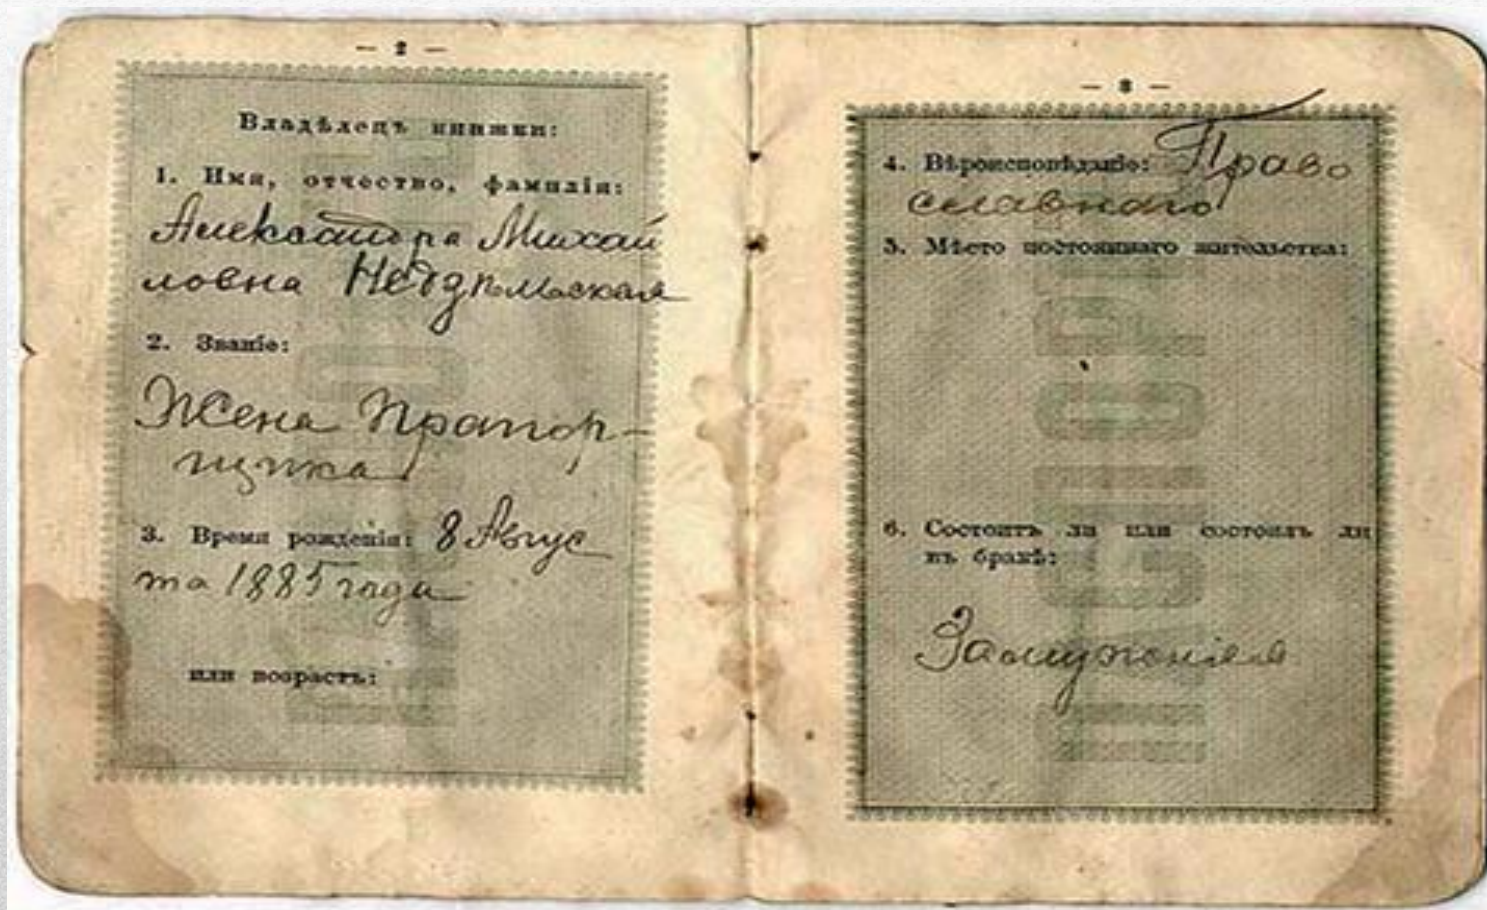 — 2 —
Владѣлецъ книжки:
1. Имя, отчество, фамилія:
Александра Михай
ловна
2. Званіе:
Жена Прапор-
щика
3. Время рожденія: 8 Авгус
та 1885 года
или возрастъ:
— 3 —
4. Вѣроисповѣданіе: Право
славнаго
5. Мѣсто постояннаго жительства:
6. Состоитъ ли или состоялъ ли
въ бракѣ:
Замужняя